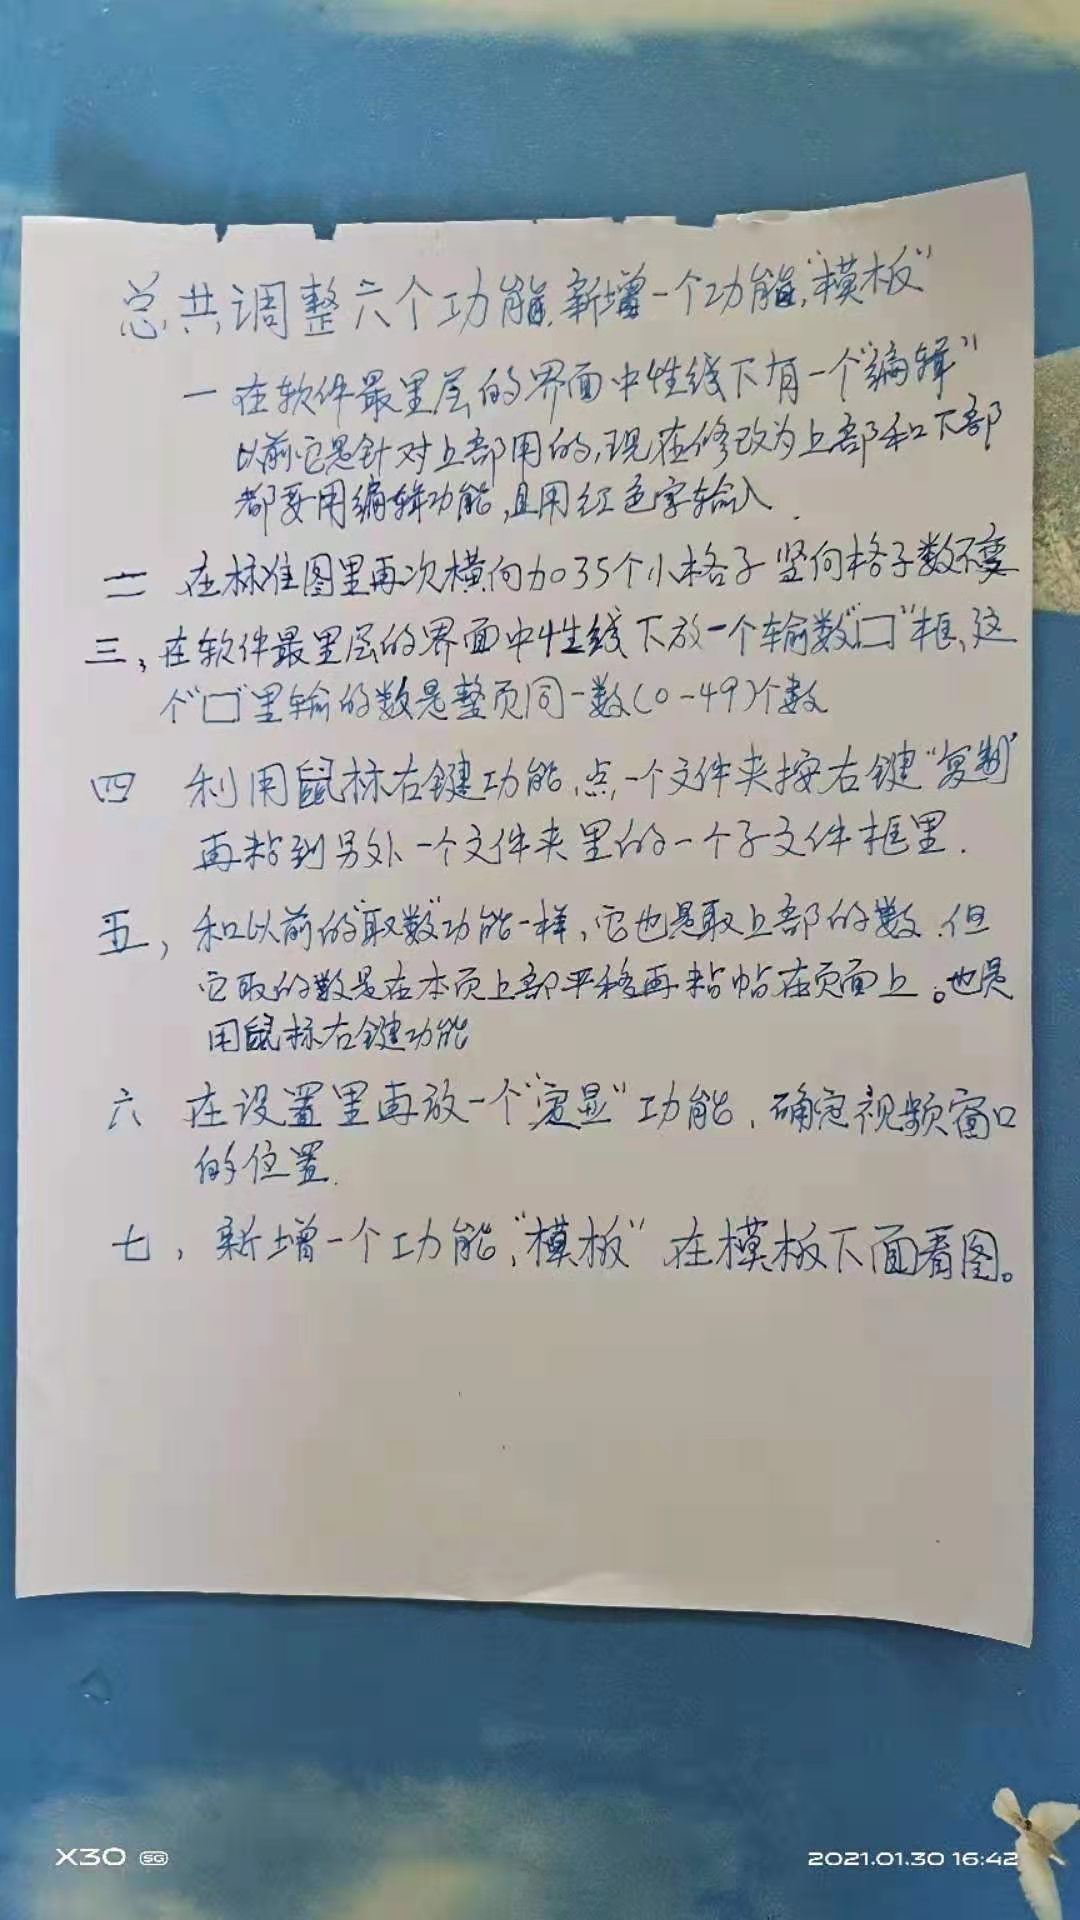 总共调整六个功能,新增一个功能,"模板"
一 在软件最里层的界面中性线下有一个"编辑"
以前它是针对上部用的,现在修改为上部和下部
都要用编辑功能,且用红色字输入.
二 在标准图里再次横向加35个小格子 竖向格子数不变
三、在软件最里层的界面中性线下放一个输数"口"框,这
个"口"里输的数是整页同一数(0-49)个数
四 利用鼠标右键功能,点一个文件夹按右键"复制"
再粘到另外一个文件夹里的一个子文件框里.
五, 和以前的"取数"功能一样,它也是取上部的数.但
它取的数是在本页上部平移再粘帖在页面上。也是
用鼠标右键功能
六 在设置里再放一个"显"功能,确定视频窗口
的位置.
七,新增一个功能,"模板"在模板下面看图。
X30 5G
2021.01.30 16:42